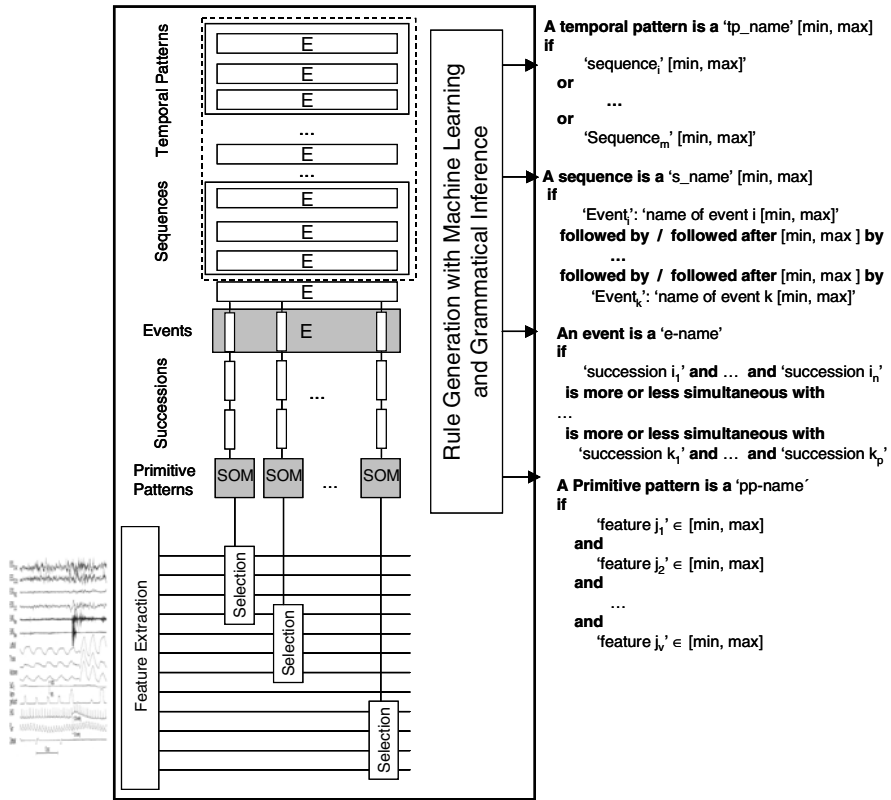 Temporal Patterns
Sequences
Events
Successions
Primitive
Patterns
E
E
E
...
E
...
E
E
E
E
E
...
SOM
SOM
...
SOM
Feature Extraction
Selection
Selection
Selection
Rule Generation with Machine Learning
and Grammatical Inference
A temporal pattern is a ‘tp_name’ [min, max]
if
‘sequencei’ [min, max]’
or
...
or
‘Sequencem’ [min, max]’
A sequence is a ‘s_name’ [min, max]
if
‘Eventi’: ‘name of event i [min, max]’
followed by / followed after [min, max ] by
...
followed by / followed after [min, max ] by
‘Eventk’: ‘name of event k [min, max]’
An event is a ‘e-name’
if
‘succession i1’ and ... and ‘succession in’
is more or less simultaneous with
...
is more or less simultaneous with
‘succession k1’ and ... and ‘succession kp’
A Primitive pattern is a ‘pp-name´
if
‘feature j1’ ∈ [min, max]
and
‘feature j2’ ∈ [min, max]
and
...
and
‘feature jv’ ∈ [min, max]